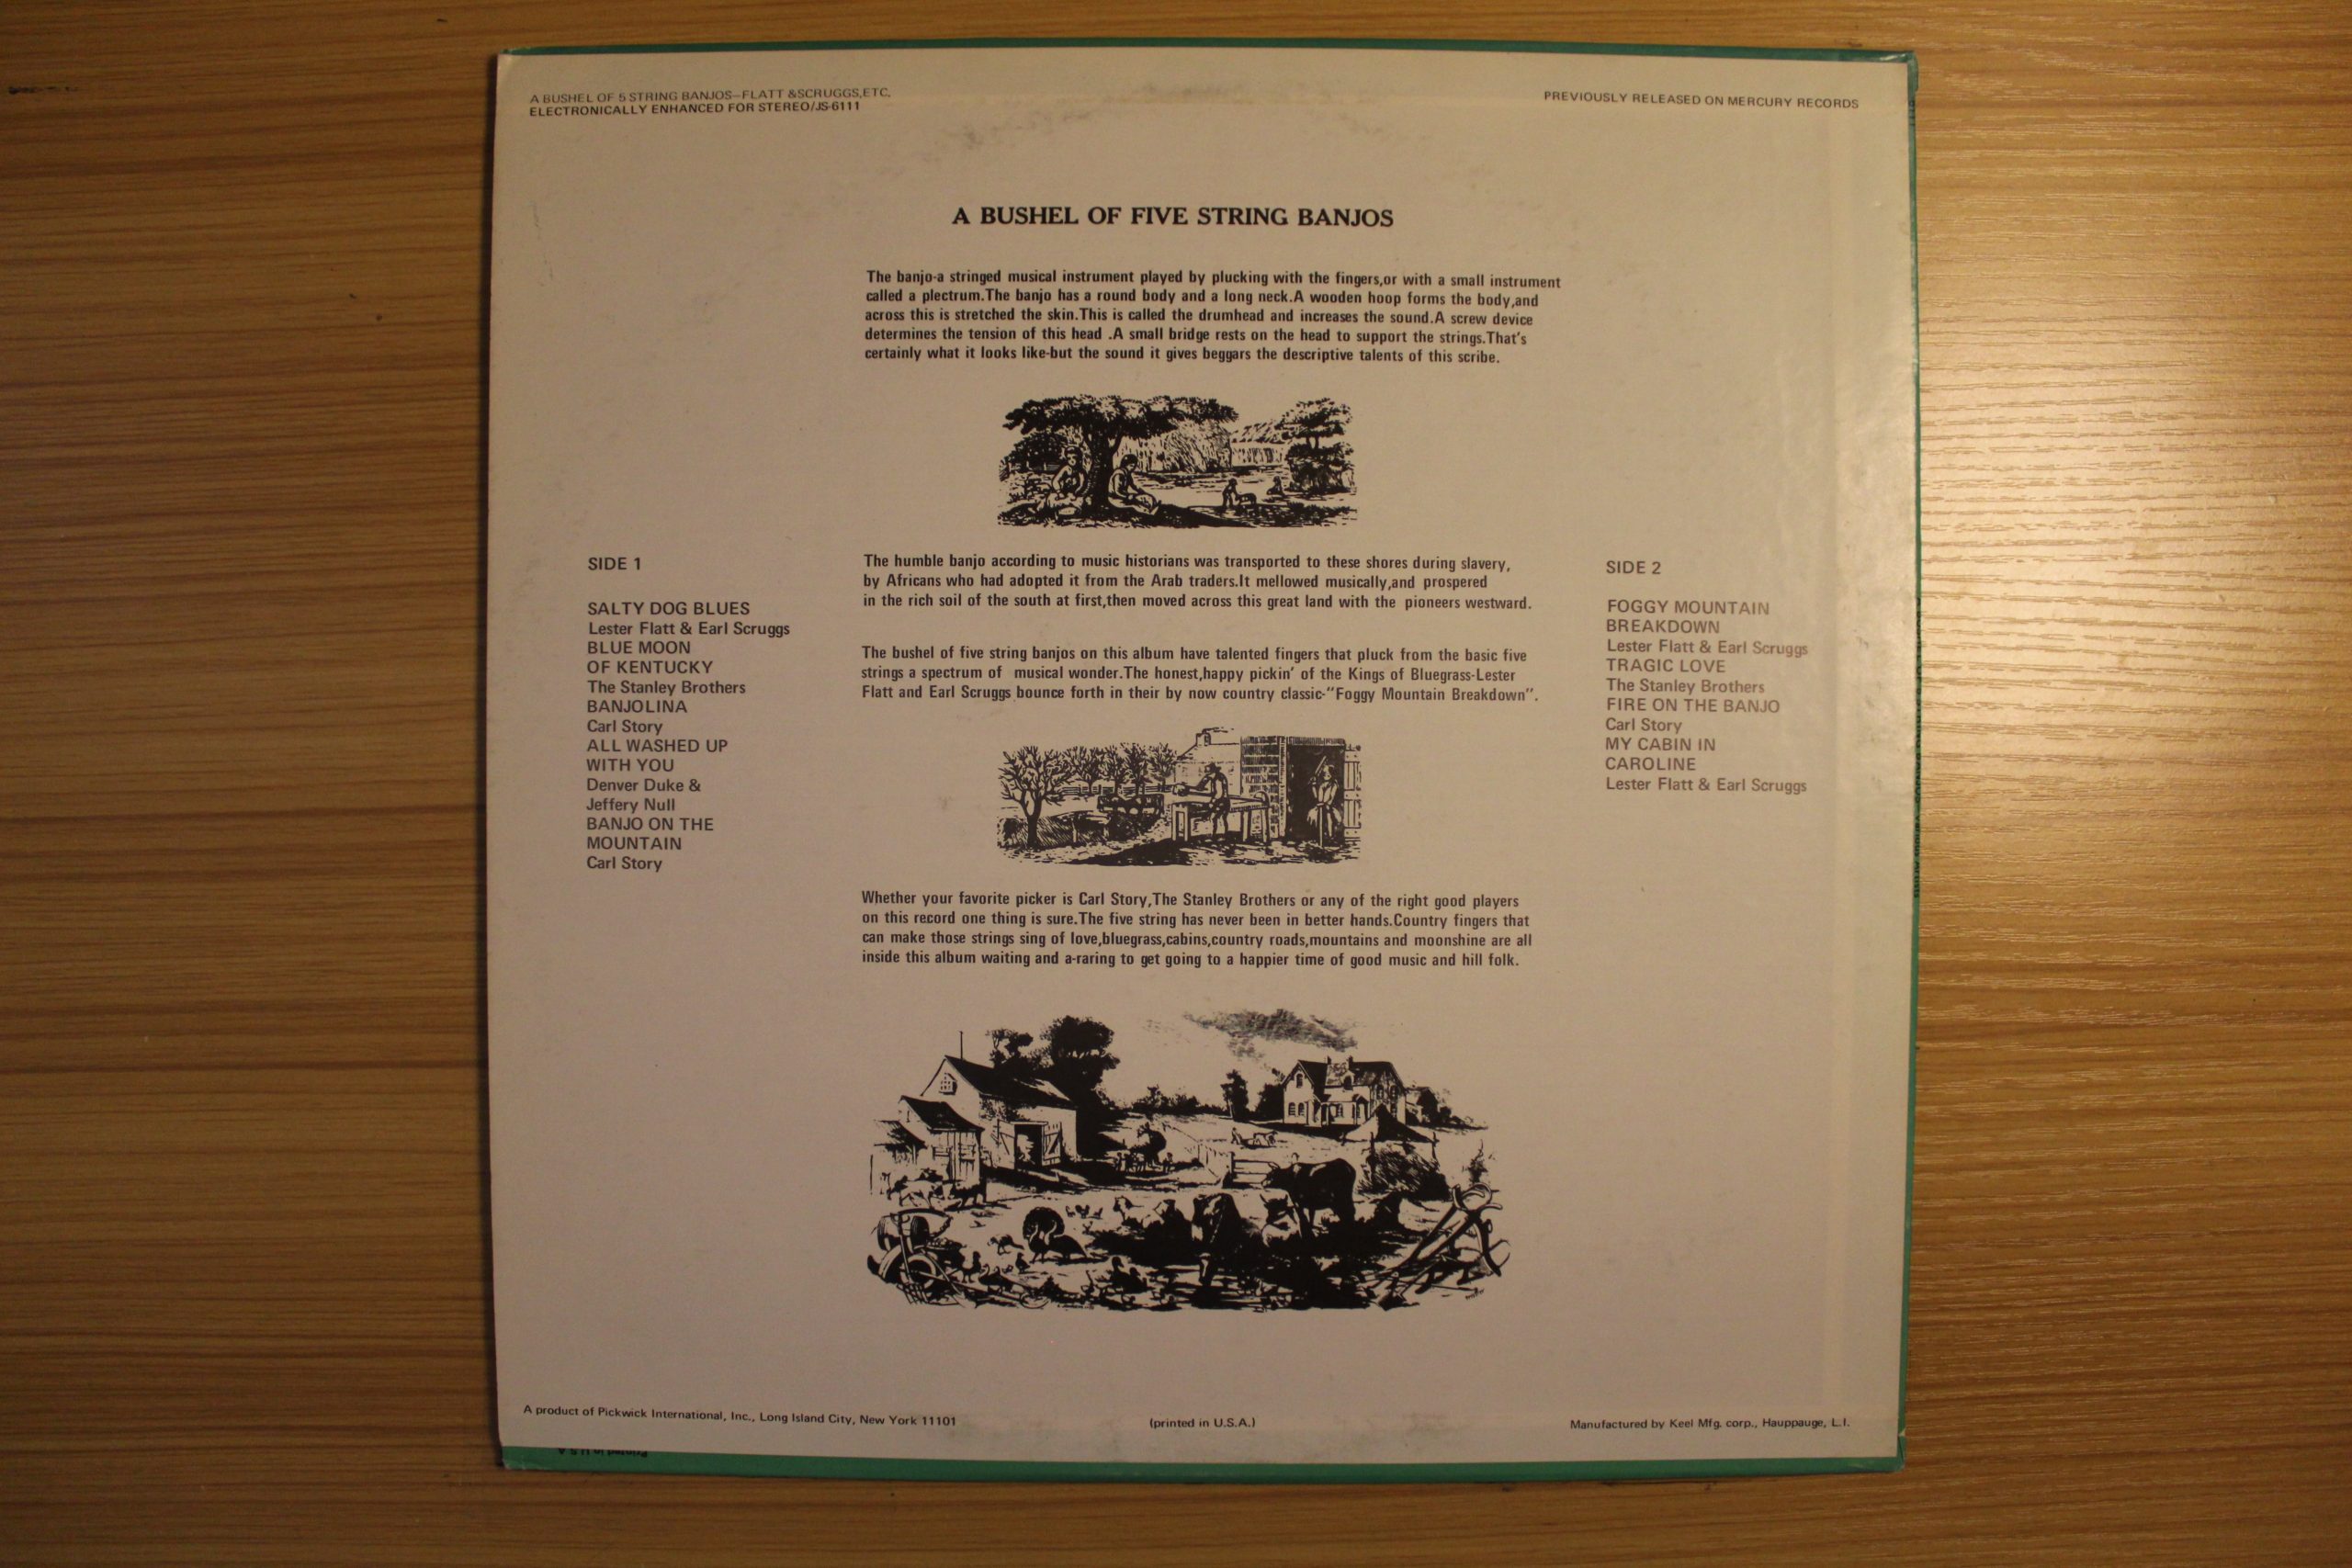 A BUSHEL OF 5 STRING BANJOS—FLATT &SCRUGGS,ETC.
ELECTRONICALLY ENHANCED FOR STEREO/JS-6111
PREVIOUSLY RELEASED ON MERCURY RECORDS
A BUSHEL OF FIVE STRING BANJOS
The banjo-a stringed musical instrument played by plucking with the fingers,or with a small instrument
called a plectrum.The banjo has a round body and a long neck.A wooden hoop forms the body,and
across this is stretched the skin.This is called the drumhead and increases the sound.A screw device
determines the tension of this head .A small bridge rests on the head to support the strings.That's
certainly what it looks like-but the sound it gives beggars the descriptive talents of this scribe.
SIDE 1
SALTY DOG BLUES
Lester Flatt & Earl Scruggs
BLUE MOON
OF KENTUCKY
The Stanley Brothers
BANJOLINA
Carl Story
ALL WASHED UP
WITH YOU
Denver Duke &
Jeffery Null
BANJO ON THE
MOUNTAIN
Carl Story
The humble banjo according to music historians was transported to these shores during slavery,
by Africans who had adopted it from the Arab traders.It mellowed musically,and prospered
in the rich soil of the south at first,then moved across this great land with the pioneers westward.
The bushel of five string banjos on this album have talented fingers that pluck from the basic five
strings a spectrum of musical wonder.The honest,happy pickin' of the Kings of Bluegrass-Lester
Flatt and Earl Scruggs bounce forth in their by now country classic-"Foggy Mountain Breakdown".
Whether your favorite picker is Carl Story,The Stanley Brothers or any of the right good players
on this record one thing is sure.The five string has never been in better hands.Country fingers that
can make those strings sing of love,bluegrass,cabins,country roads,mountains and moonshine are all
inside this album waiting and a-raring to get going to a happier time of good music and hill folk.
SIDE 2
FOGGY MOUNTAIN
BREAKDOWN
Lester Flatt & Earl Scruggs
TRAGIC LOVE
The Stanley Brothers
FIRE ON THE BANJO
Carl Story
MY CABIN IN
CAROLINE
Lester Flatt & Earl Scruggs
A product of Pickwick International, Inc., Long Island City, New York 11101
(printed in U.S.A.)
Manufactured by Keel Mfg. corp., Hauppauge, L.I.
Printed in U.S.A.